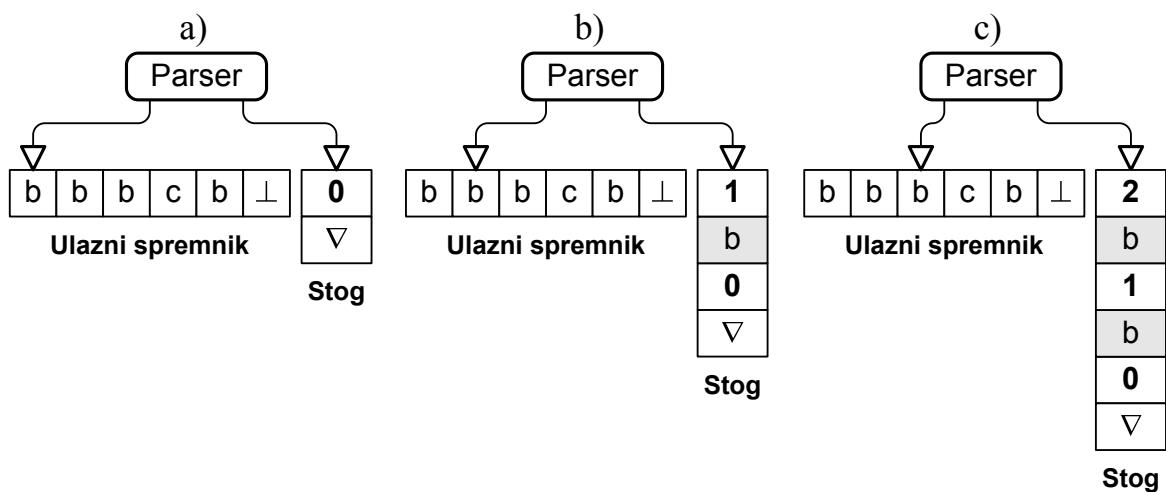 a) b) c)
Parser Parser Parser
b b b c b ⊥ 0 b b b c b ⊥ 1 b b b c b ⊥ 2
∇ b b
Ulazni spremnik Ulazni spremnik Ulazni spremnik
Stog 0 1
∇ b
Stog 0
∇
Stog